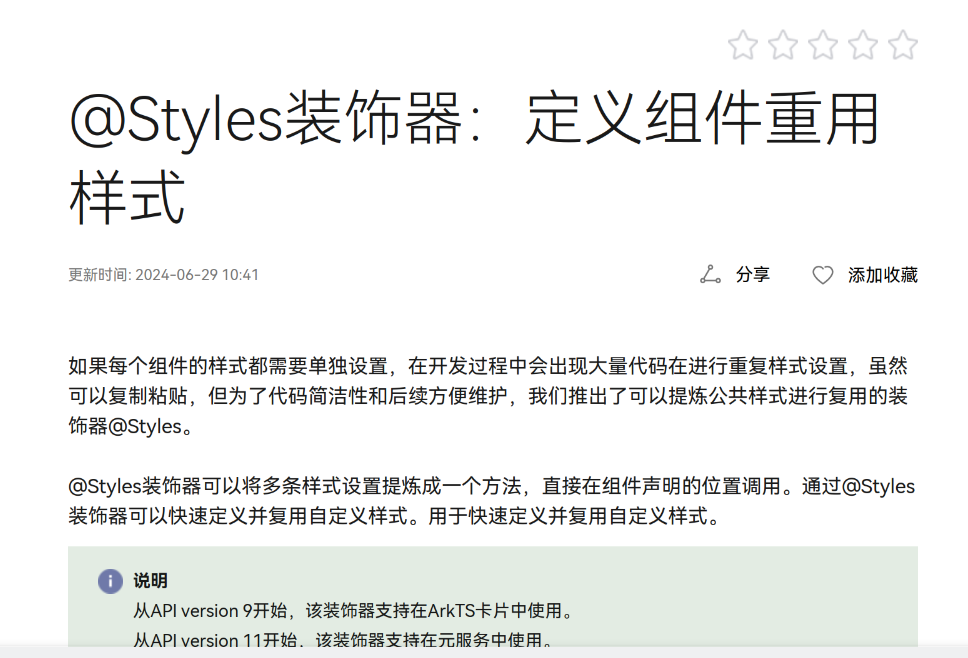 @Styles装饰器：定义组件重用
样式
更新时间: 2024-06-29 10:41
分享
添加收藏
如果每个组件的样式都需要单独设置，在开发过程中会出现大量代码在进行重复样式设置，虽然
可以复制粘贴，但为了代码简洁性和后续方便维护，我们推出了可以提炼公共样式进行复用的装
饰器@Styles。
@Styles装饰器可以将多条样式设置提炼成一个方法，直接在组件声明的位置调用。通过@Styles
装饰器可以快速定义并复用自定义样式。用于快速定义并复用自定义样式。
说明
从API version 9开始，该装饰器支持在ArkTS卡片中使用。
从API version 11开始，该装饰器支持在元服务中使用。